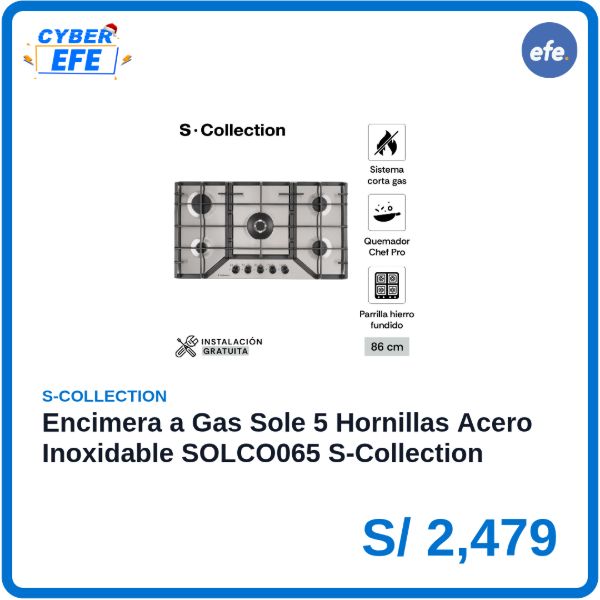 CYBER
EFE
efe.
S·Collection
Sistema
corta gas
Quemador
Chef Pro
Parrilla hierro
fundido
86 cm
INSTALACIÓN
GRATUITA
S-COLLECTION
Encimera a Gas Sole 5 Hornillas Acero
Inoxidable SOLCO065 S-Collection
S/ 2,479